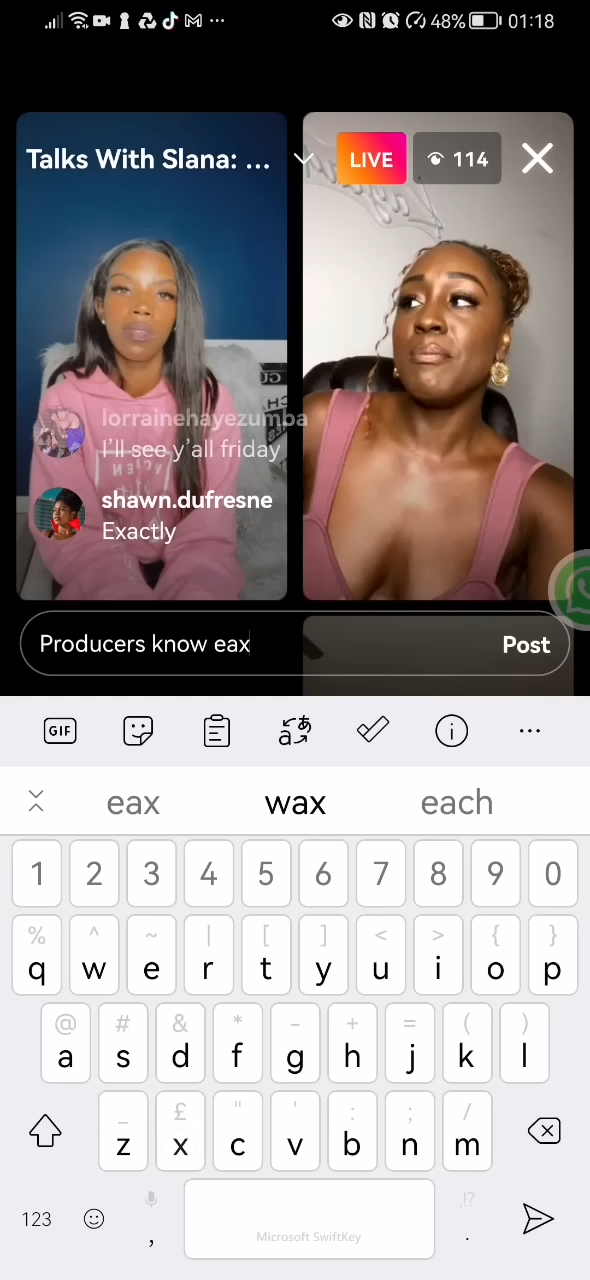 48% 01:18
Talks With Slana: ... LIVE 114
lorrainehayezumba
I'll see y'all friday
shawn.dufresne
Exactly
Producers know eax Post
GIF
eax wax each
1 2 3 4 5 6 7 8 9 0
% ^ ~ | [ ] < > { }
q w e r t y u i o p
@ # & * - + = ( )
a s d f g h j k l
_ £ " ' : ; /
z x c v b n m
123 , .
,!?
Microsoft SwiftKey